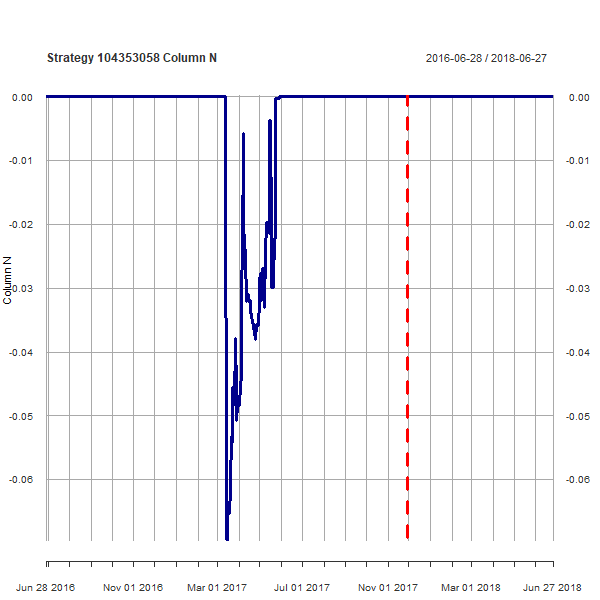 Strategy 104353058 Column N
2016-06-28 / 2018-06-27
0.00 0.00
-0.01 -0.01
-0.02 -0.02
-0.03 -0.03
-0.04 -0.04
-0.05 -0.05
-0.06 -0.06
Column N
Jun 28 2016 Nov 01 2016 Mar 01 2017 Jul 01 2017 Nov 01 2017 Mar 01 2018 Jun 27 2018